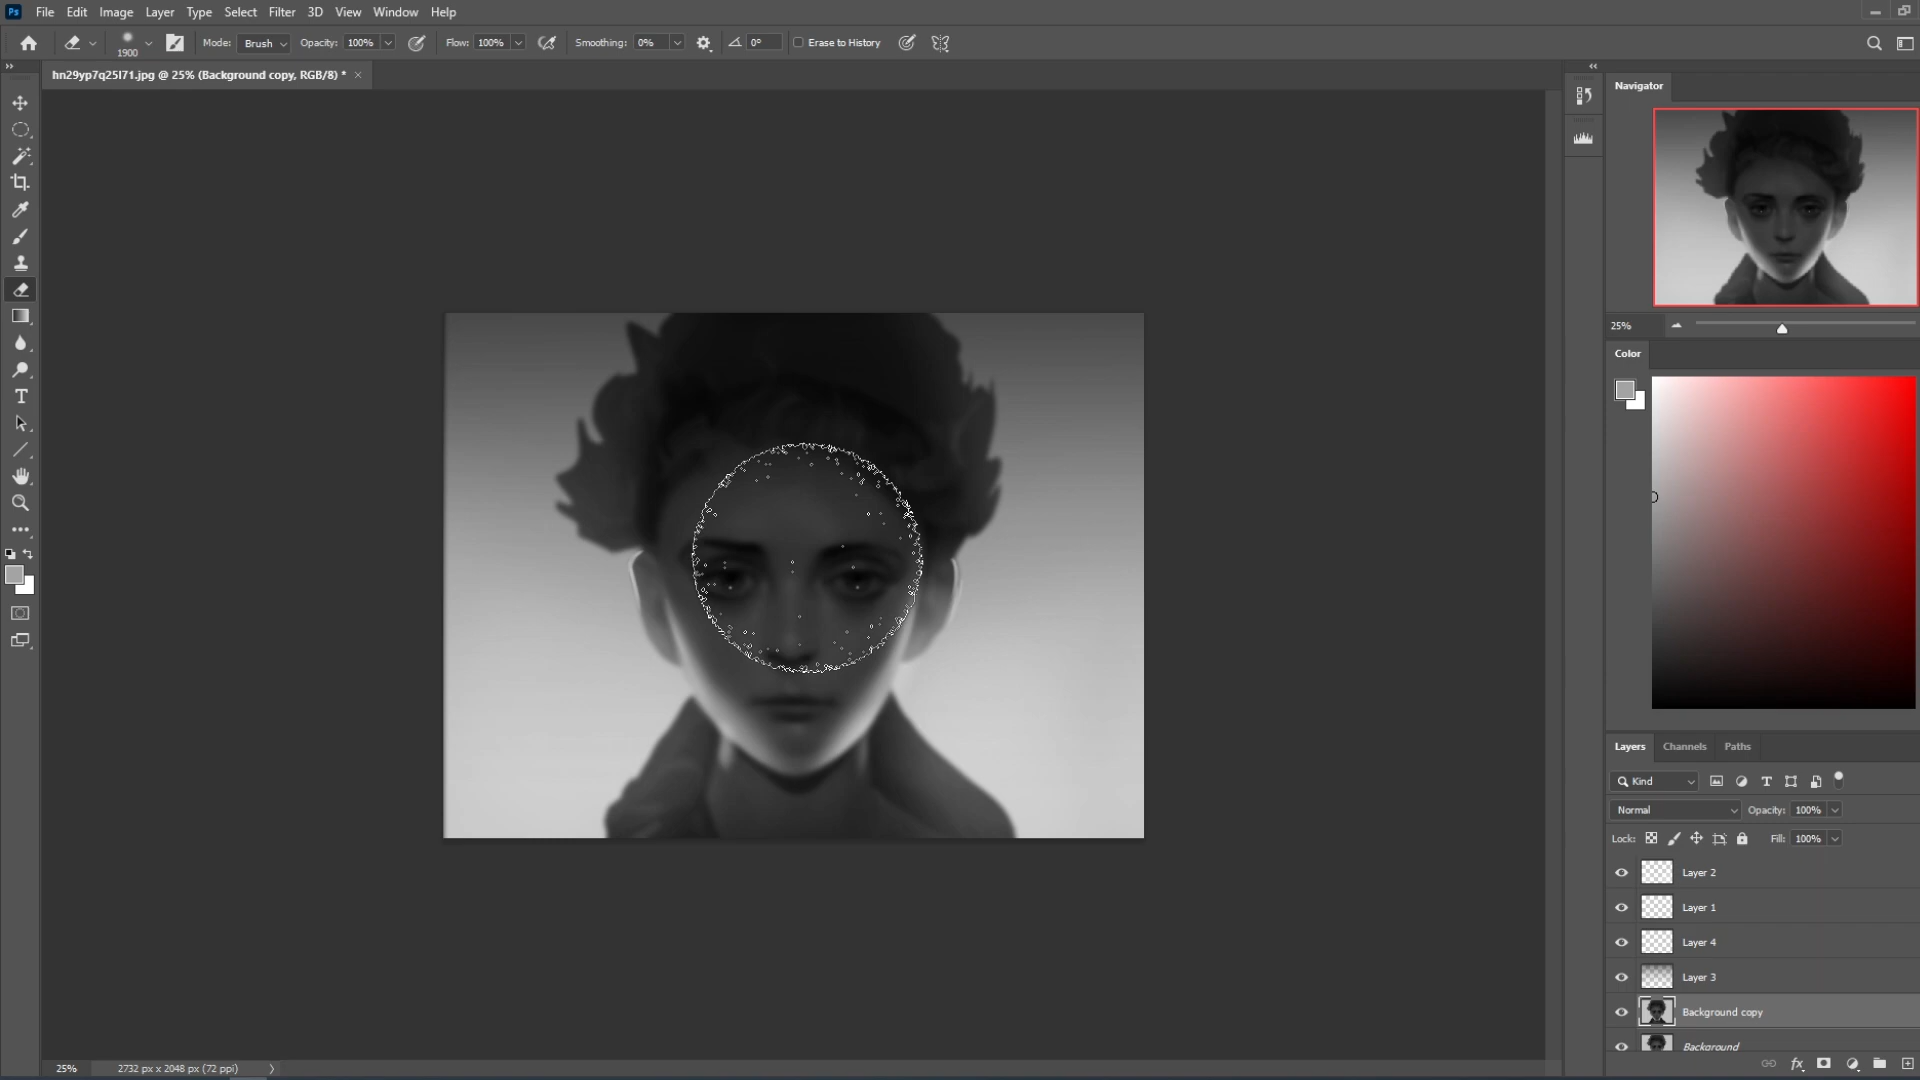 Ps File Edit Image Layer Type Select Filter 3D View Window Help
1900 Mode: Brush Opacity: 100% Flow: 100% Smoothing: 0% 0° Erase to History
hn29yp7q25l71.jpg @ 25% (Background copy, RGB/8) * ×
Navigator
25%
Color
Layers Channels Paths
Kind
Normal Opacity: 100%
Lock: Fill: 100%
Layer 2
Layer 1
Layer 4
Layer 3
Background copy
Background
25% 2732 px x 2048 px (72 ppi)